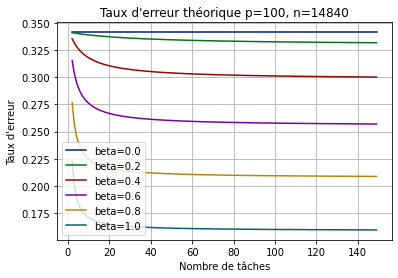 Taux d'erreur théorique p=100, n=14840
Taux d'erreur
0.350
0.325
0.300
0.275
0.250
0.225
0.200
0.175
beta=0.0
beta=0.2
beta=0.4
beta=0.6
beta=0.8
beta=1.0
0 20 40 60 80 100 120 140
Nombre de tâches